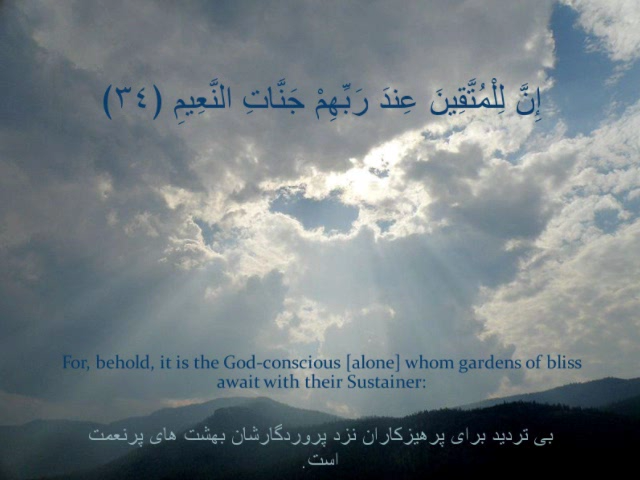 إِنَّ لِلْمُتَّقِينَ عِندَ رَبِّهِمْ جَنَّاتِ النَّعِيمِ ﴿٣٤﴾
For, behold, it is the God-conscious [alone] whom gardens of bliss
await with their Sustainer:
بی تردید برای پرهیزکاران نزد پروردگارشان بهشت های پرنعمت
است.